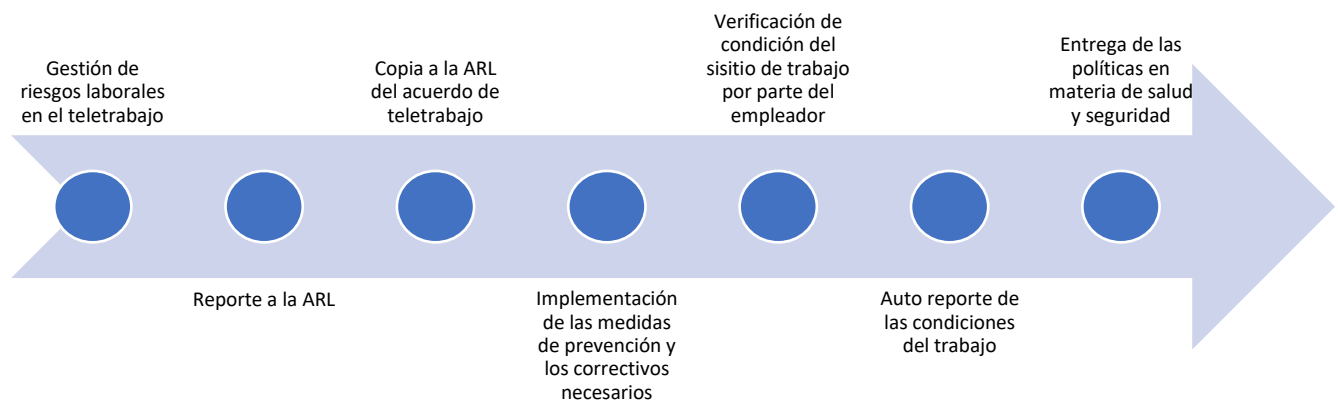 Gestión de
riesgos laborales
en el teletrabajo
Reporte a la ARL
Copia a la ARL
del acuerdo de
teletrabajo
Implementación
de las medidas
de prevención y
los correctivos
necesarios
Verificación de
condición del
sisitio de trabajo
por parte del
empleador
Auto reporte de
las condiciones
del trabajo
Entrega de las
políticas en
materia de salud
y seguridad